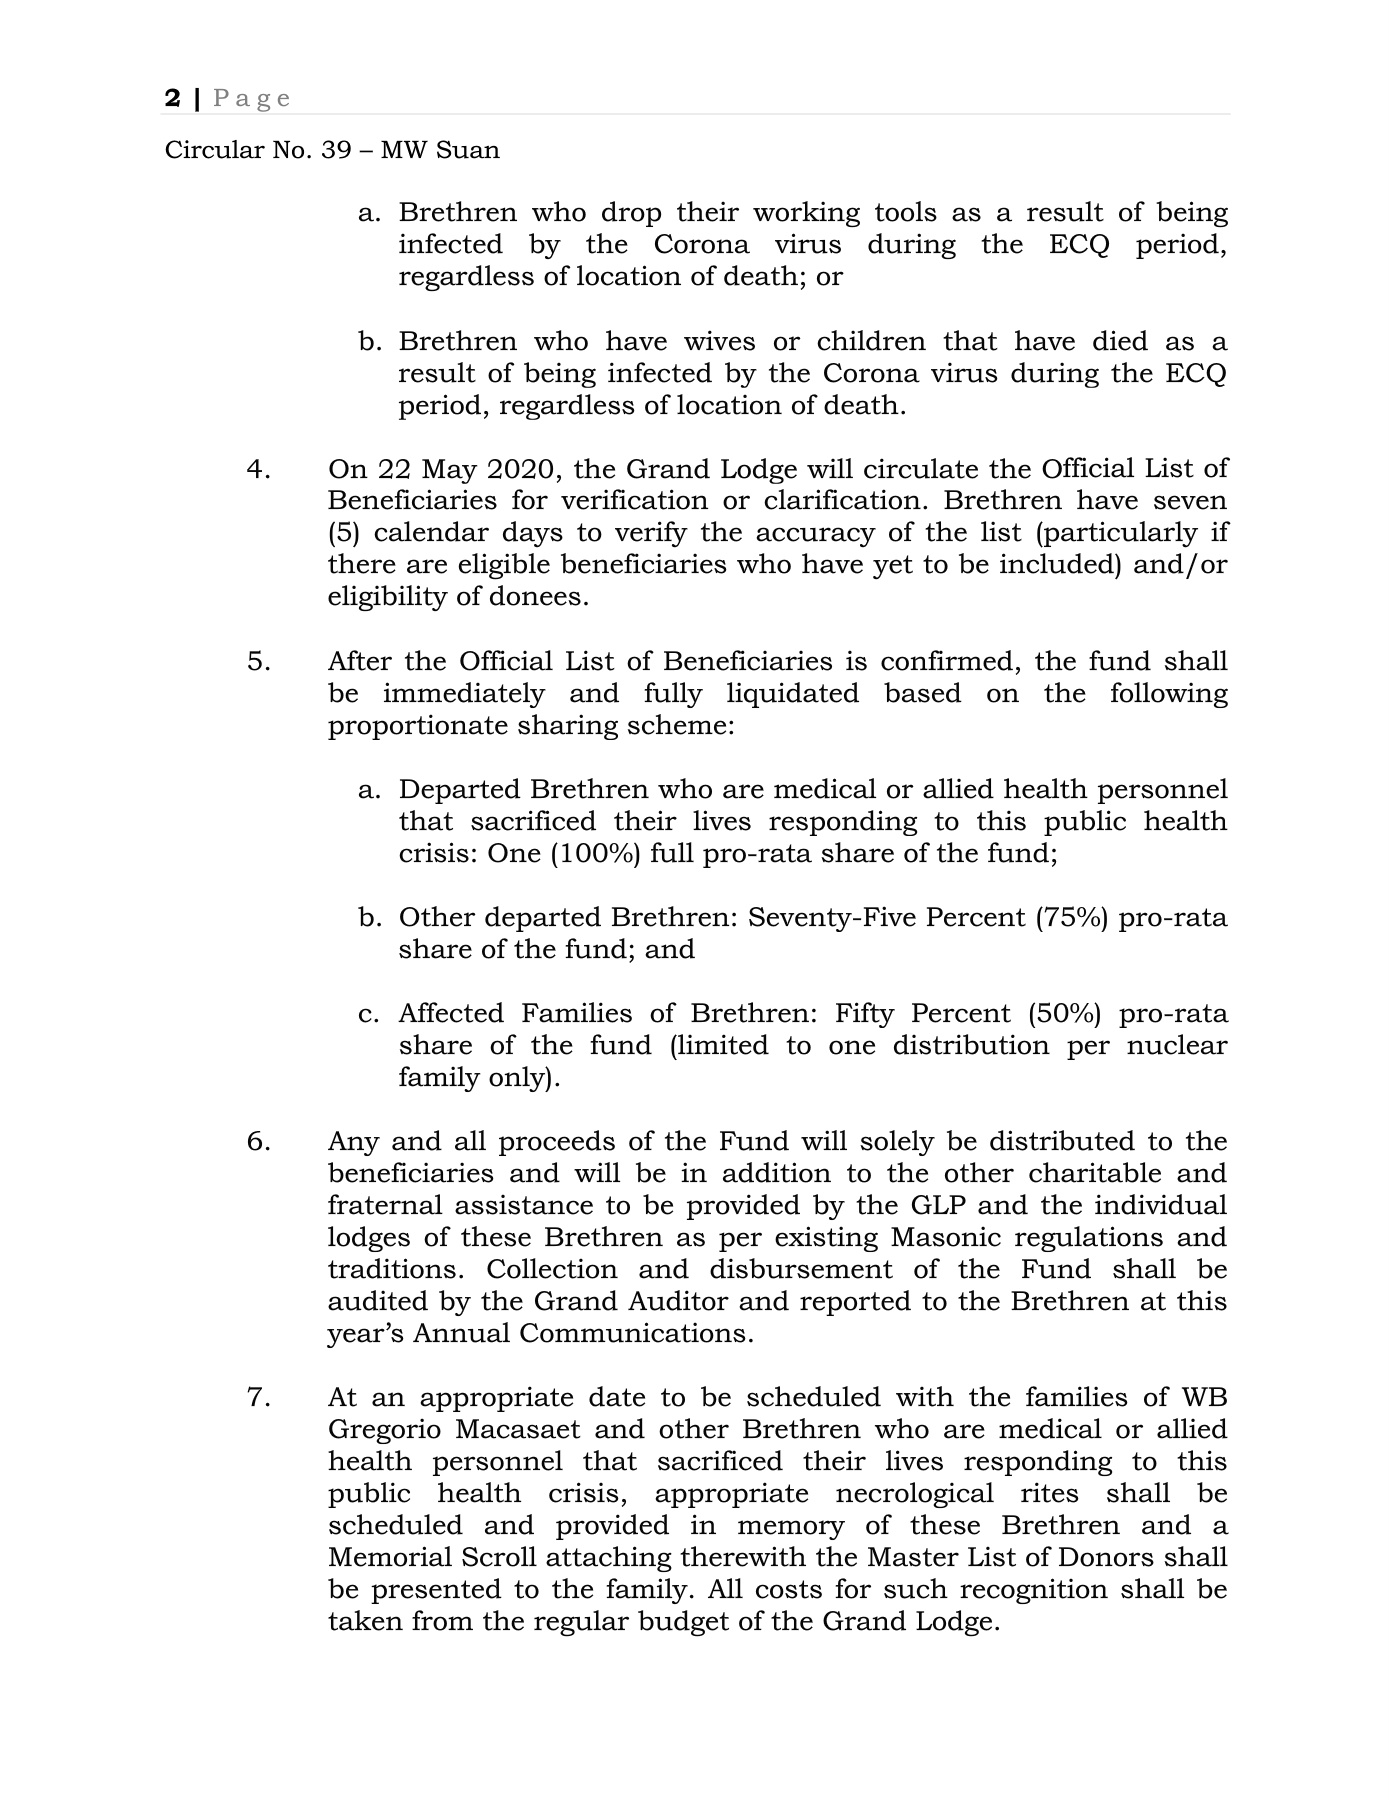 2 | Page
Circular No. 39 – MW Suan
a. Brethren who drop their working tools as a result of being
infected by the Corona virus during the ECQ period,
regardless of location of death; or
b. Brethren who have wives or children that have died as a
result of being infected by the Corona virus during the ECQ
period, regardless of location of death.
4. On 22 May 2020, the Grand Lodge will circulate the Official List of
Beneficiaries for verification or clarification. Brethren have seven
(5) calendar days to verify the accuracy of the list (particularly if
there are eligible beneficiaries who have yet to be included) and/or
eligibility of donees.
5. After the Official List of Beneficiaries is confirmed, the fund shall
be immediately and fully liquidated based on the following
proportionate sharing scheme:
a. Departed Brethren who are medical or allied health personnel
that sacrificed their lives responding to this public health
crisis: One (100%) full pro-rata share of the fund;
b. Other departed Brethren: Seventy-Five Percent (75%) pro-rata
share of the fund; and
c. Affected Families of Brethren: Fifty Percent (50%) pro-rata
share of the fund (limited to one distribution per nuclear
family only).
6. Any and all proceeds of the Fund will solely be distributed to the
beneficiaries and will be in addition to the other charitable and
fraternal assistance to be provided by the GLP and the individual
lodges of these Brethren as per existing Masonic regulations and
traditions. Collection and disbursement of the Fund shall be
audited by the Grand Auditor and reported to the Brethren at this
year’s Annual Communications.
7. At an appropriate date to be scheduled with the families of WB
Gregorio Macasaet and other Brethren who are medical or allied
health personnel that sacrificed their lives responding to this
public health crisis, appropriate necrological rites shall be
scheduled and provided in memory of these Brethren and a
Memorial Scroll attaching therewith the Master List of Donors shall
be presented to the family. All costs for such recognition shall be
taken from the regular budget of the Grand Lodge.